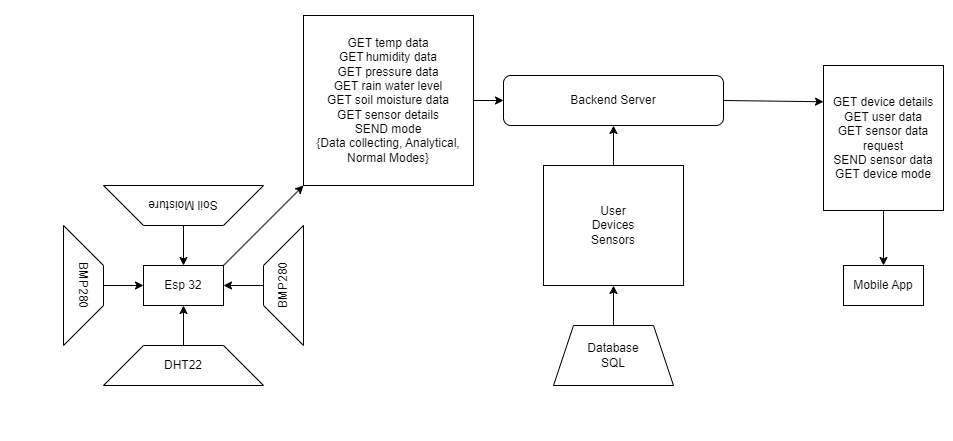 GET temp data
GET humidity data
GET pressure data
GET rain water level
GET soil moisture data
GET sensor details
SEND mode
{Data collecting, Analytical,
Normal Modes}
Backend Server
GET device details
GET user data
GET sensor data
request
SEND sensor data
GET device mode
Soil Moisture
BMP280
Esp 32
BMP280
DHT22
User
Devices
Sensors
Database
SQL
Mobile App